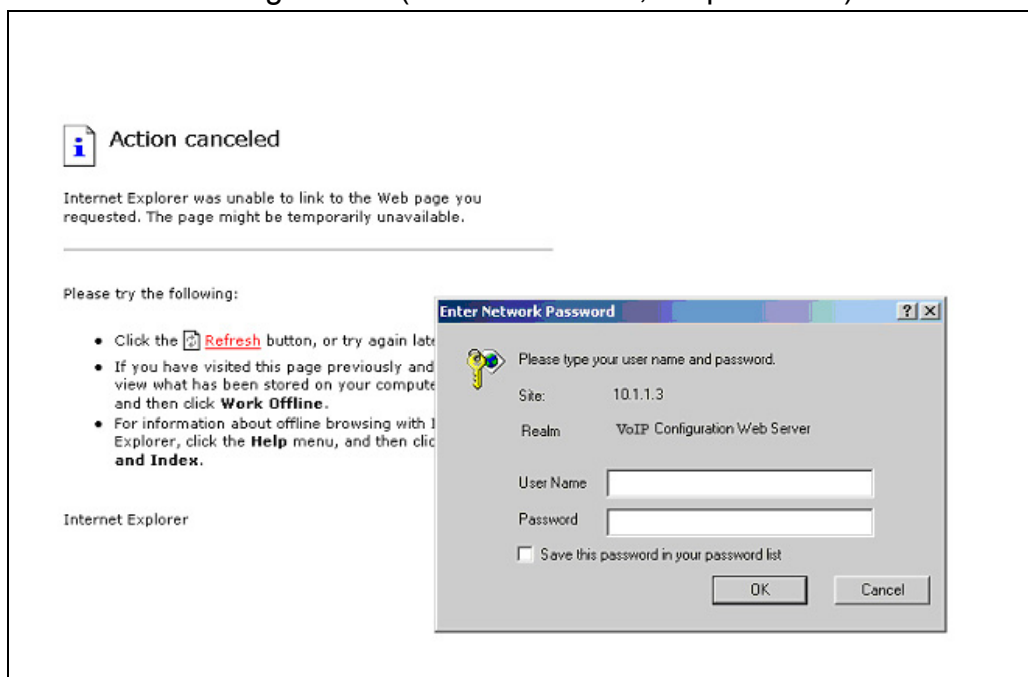 Action canceled
Internet Explorer was unable to link to the Web page you
requested. The page might be temporarily unavailable.
Please try the following:
• Click the Refresh button, or try again late
• If you have visited this page previously and
view what has been stored on your compute
and then click Work Offline.
• For information about offline browsing with I
Explorer, click the Help menu, and then clic
and Index.
Internet Explorer
Enter Network Password
Please type your user name and password.
Site: 10.1.1.3
Realm VoIP Configuration Web Server
User Name
Password
Save this password in your password list
OK Cancel